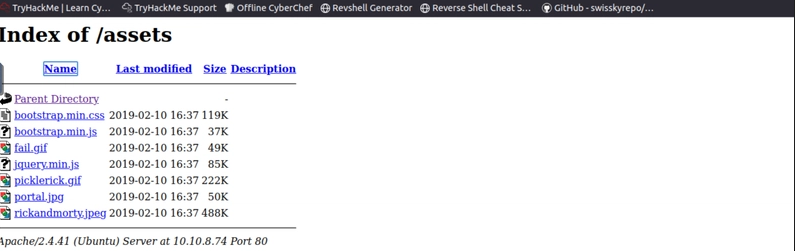 TryHackMe | Learn Cy... TryHackMe Support Offline CyberChef Revshell Generator Reverse Shell Cheat S... GitHub - swisskyrepo/...
Index of /assets
Name Last modified Size Description
Parent Directory -
bootstrap.min.css 2019-02-10 16:37 119K
bootstrap.min.js 2019-02-10 16:37 37K
fail.gif 2019-02-10 16:37 49K
jquery.min.js 2019-02-10 16:37 85K
picklerick.gif 2019-02-10 16:37 222K
portal.jpg 2019-02-10 16:37 50K
rickandmorty.jpeg 2019-02-10 16:37 488K
Apache/2.4.41 (Ubuntu) Server at 10.10.8.74 Port 80